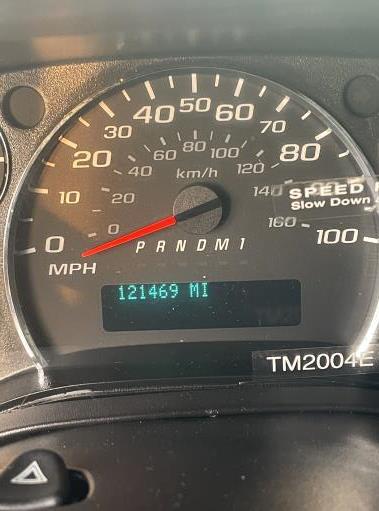 0 10 20 30 40 50 60 70 80 100
0 20 40 60 80 100 120 140 160
km/h
MPH
P R N D M 1
121469 MI
SPEED
Slow Down
TM2004E